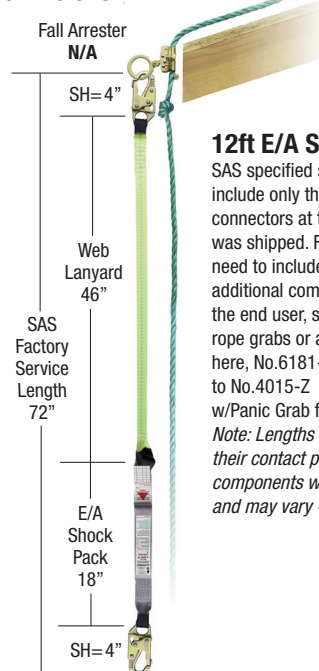 Fall Arrester
N/A
SH= 4”
Web
Lanyard
46”
SAS
Factory
Service
Length
72”
E/A
Shock
Pack
18”
SH= 4”
12ft E/A S
SAS specified s
include only th
connectors at t
was shipped. F
need to include
additional com
the end user, s
rope grabs or a
here, No.6181-
to No.4015-Z
w/Panic Grab f
Note: Lengths
their contact p
components w
and may vary